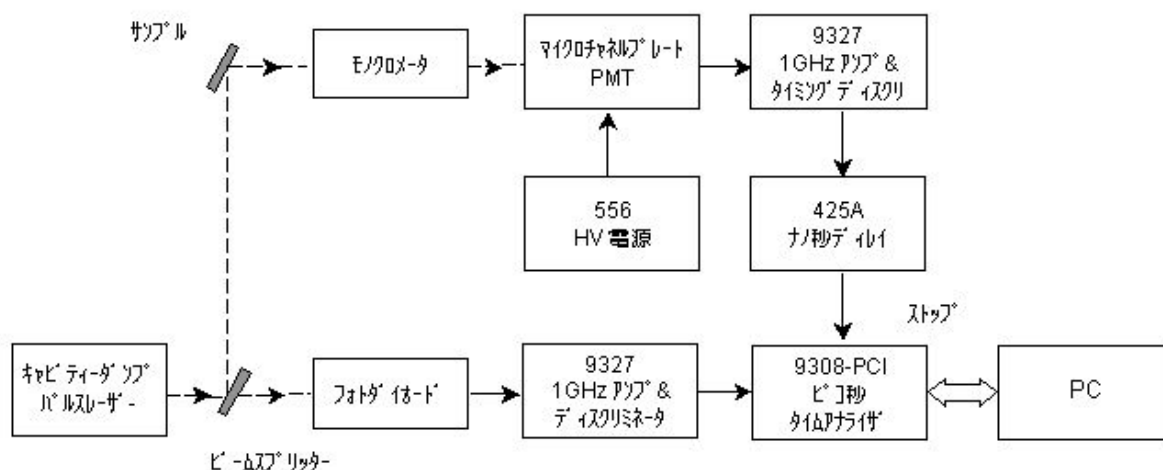 ｻﾝﾌﾟﾙ
ﾓﾉｸﾛﾒｰﾀ
ﾏｲｸﾛﾁｬﾈﾙﾌﾟﾚｰﾄ
PMT
9327
1GHz ｱﾝﾌﾟ &
ﾀｲﾐﾝｸﾞﾃﾞｨｽｸﾘ
556
HV 電源
425A
ﾅﾉ秒ﾃﾞｨﾚｲ
ｽﾄｯﾌﾟ
ｷｬﾋﾞﾃｨｰﾀﾞﾝﾌﾟ
ﾊﾟﾙｽﾚｰｻﾞｰ
ﾌｫﾄﾀﾞｲｵｰﾄﾞ
9327
1GHz ｱﾝﾌﾟ &
ﾃﾞｨｽｸﾘﾐﾈｰﾀ
9308-PCI
ﾋﾟｺ秒
ﾀｲﾑｱﾅﾗｲｻﾞ
PC
ﾋﾞｰﾑｽﾌﾟﾘｯﾀｰ